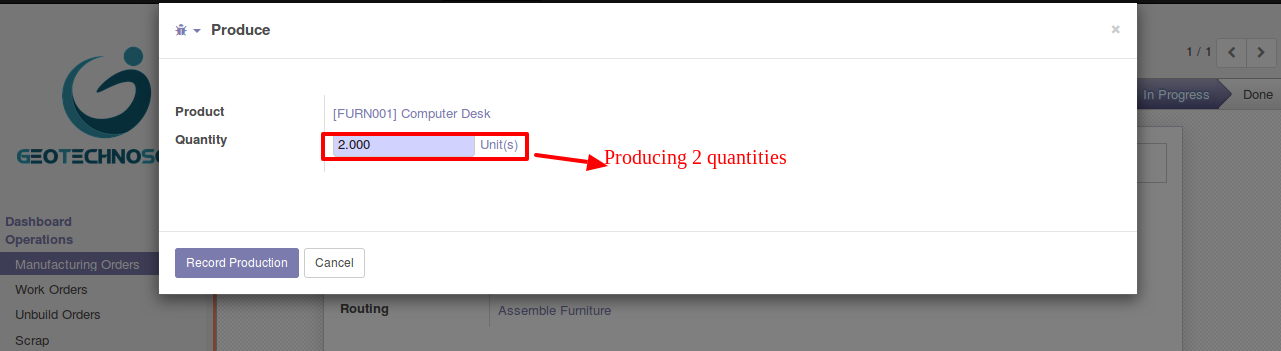 Produce
×
1 / 1
Product
[FURN001] Computer Desk
In Progress
Done
Quantity
2.000 Unit(s)
Producing 2 quantities
GEOTECHNOS
Dashboard
Operations
Record Production
Cancel
Manufacturing Orders
Work Orders
Unbuild Orders
Scrap
Routing
Assemble Furniture